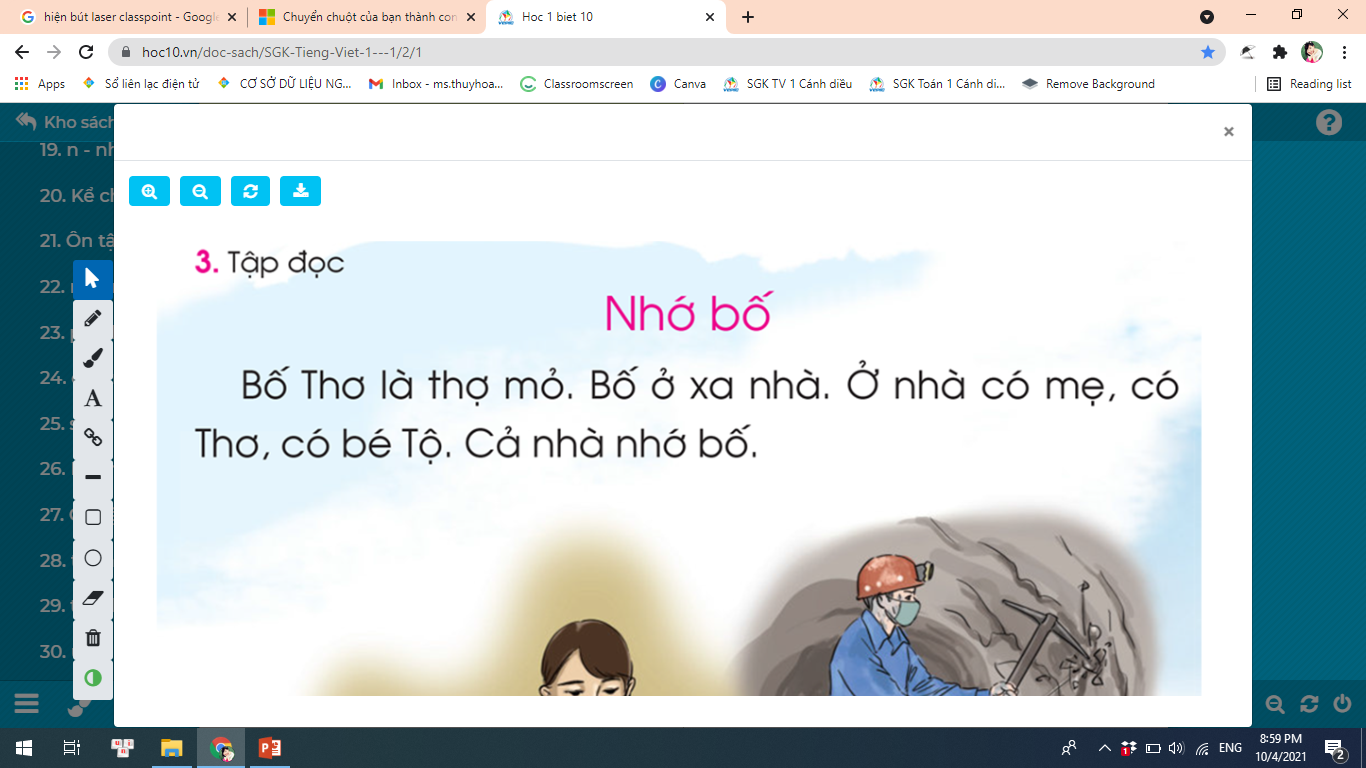 hiện bút laser classpoint - Google
Chuyển chuột của bạn thành con
Hoc 1 biet 10
hoc10.vn/doc-sach/SGK-Tieng-Viet-1---1/2/1
Apps
Sổ liên lạc điện tử
CƠ SỞ DỮ LIỆU NG...
Inbox - ms.thuyhoa...
Classroomscreen
Canva
SGK TV 1 Cánh diều
SGK Toán 1 Cánh di...
Remove Background
Reading list
Kho sách
19. n - nh
20. Kể ch
21. Ôn tậ
22.
23.
24.
25.
26.
27.
28.
29.
30.
3. Tập đọc
Nhớ bố
Bố Thơ là thợ mỏ. Bố ở xa nhà. Ở nhà có mẹ, có
Thơ, có bé Tộ. Cả nhà nhớ bố.
A
ENG
8:59 PM
10/4/2021
1
2